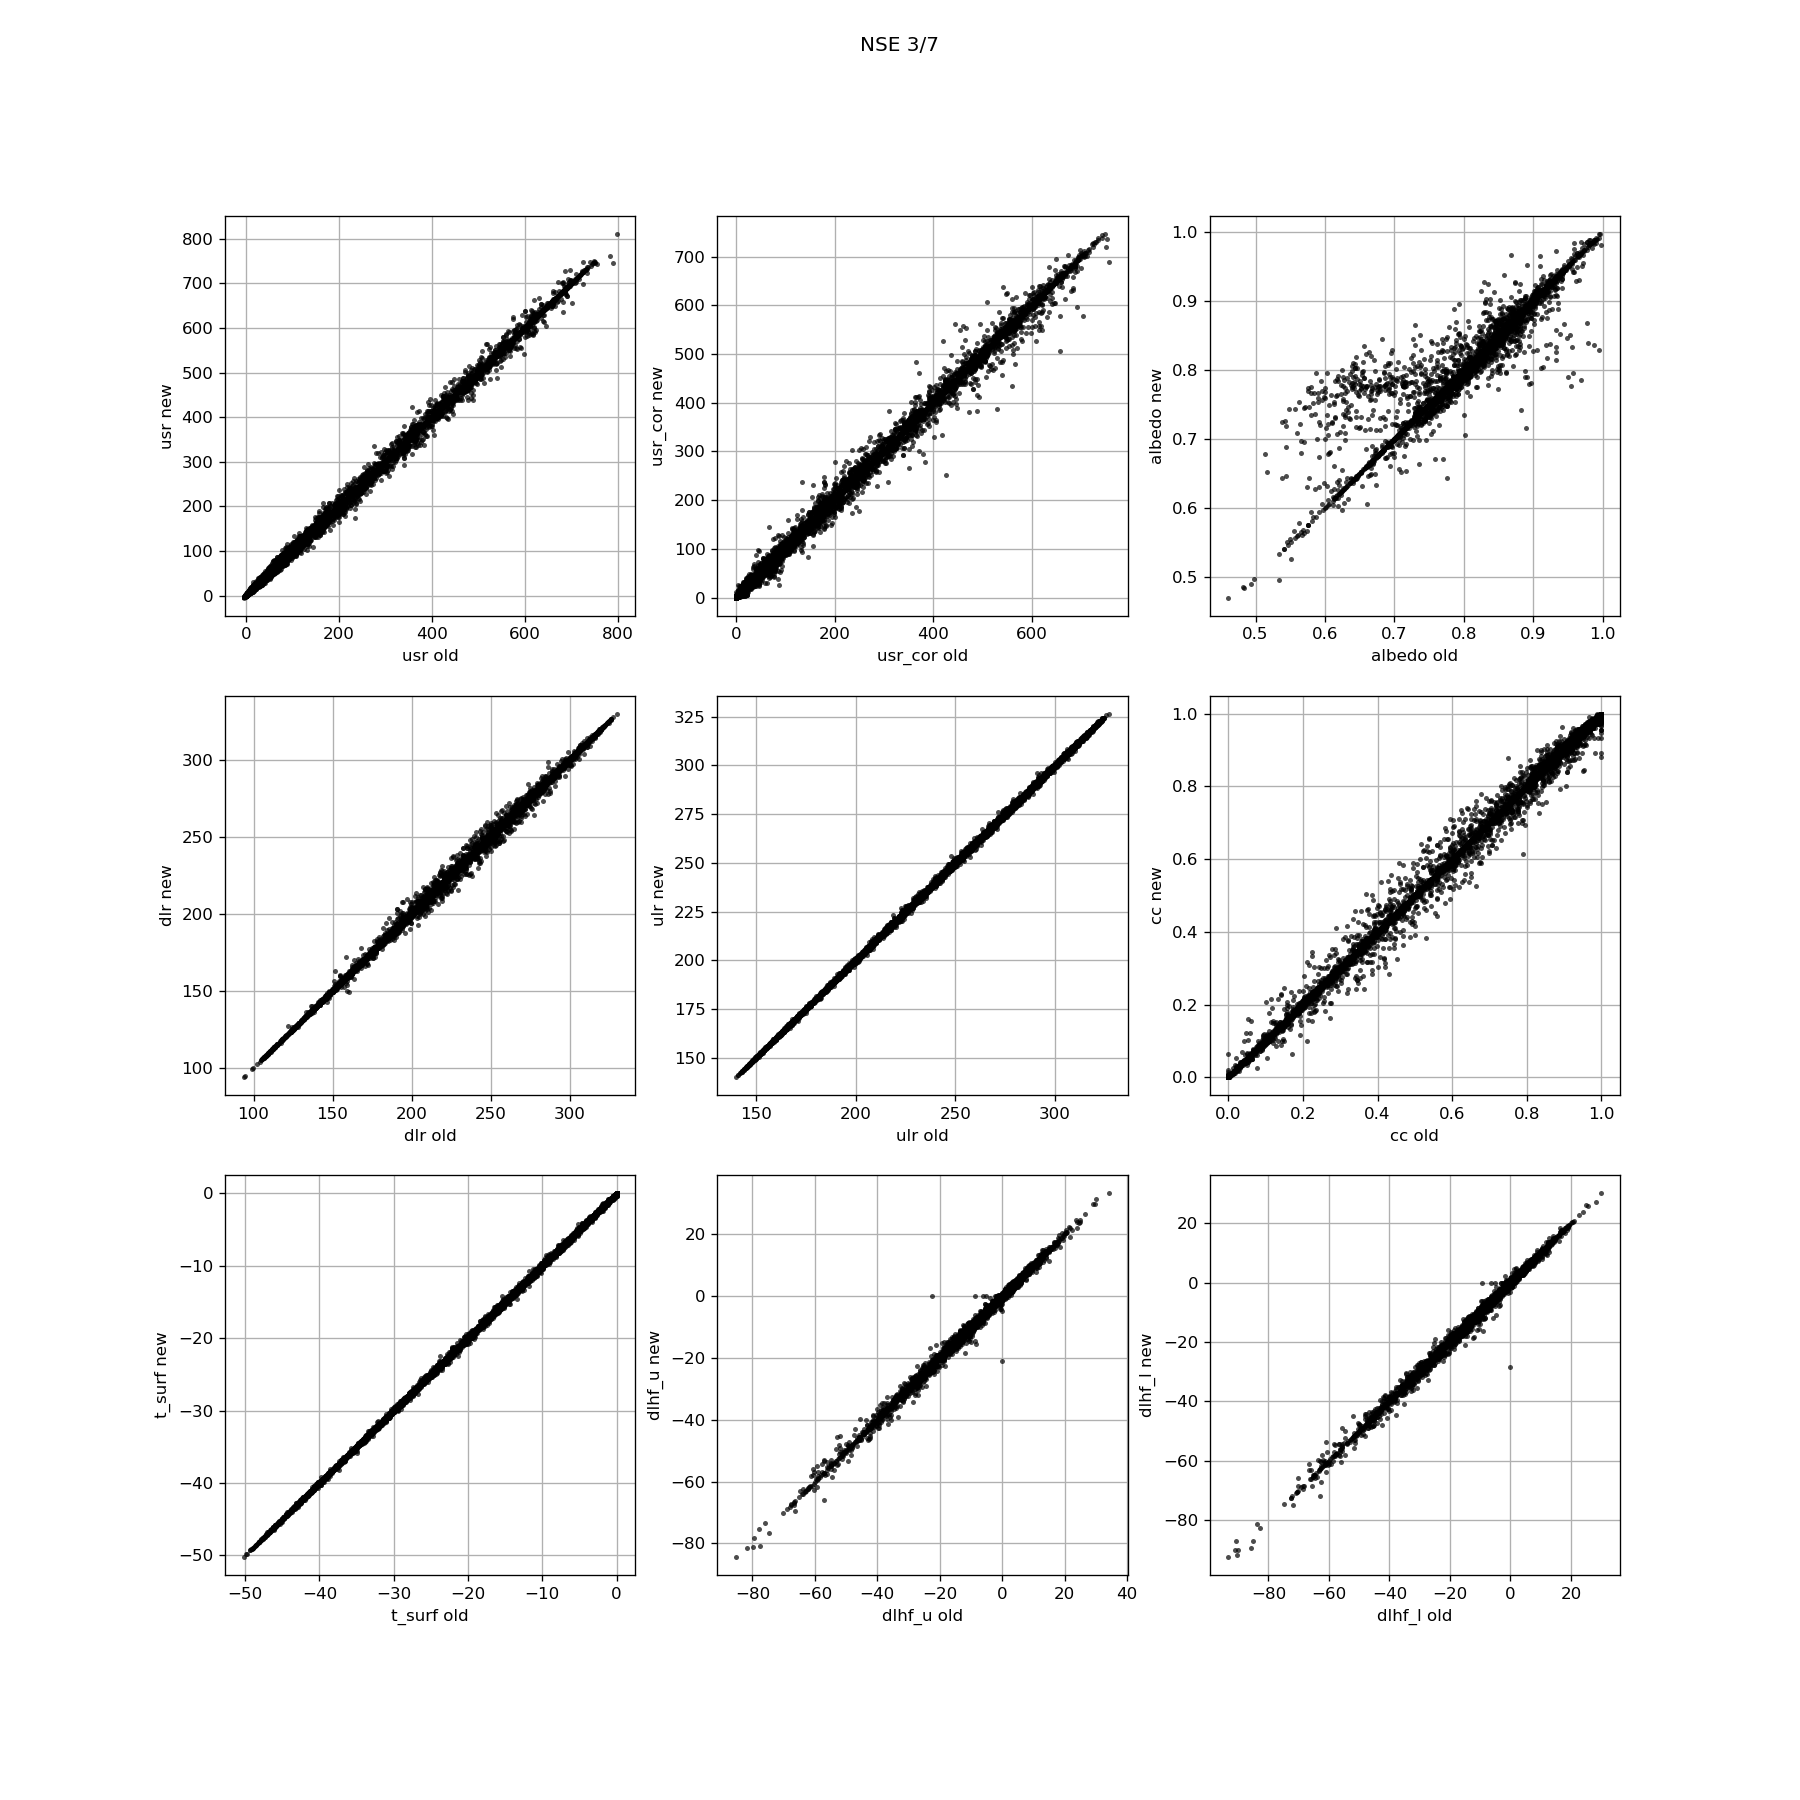 NSE 3/7
800
700
600
500
400
300
200
100
0
usr new
0 200 400 600 800
usr old
700
600
500
400
300
200
100
0
usr_cor new
0 200 400 600
usr_cor old
1.0
0.9
0.8
0.7
0.6
0.5
albedo new
0.5 0.6 0.7 0.8 0.9 1.0
albedo old
300
250
200
150
100
dlr new
100 150 200 250 300
dlr old
325
300
275
250
225
200
175
150
ulr new
150 200 250 300
ulr old
1.0
0.8
0.6
0.4
0.2
0.0
cc new
0.0 0.2 0.4 0.6 0.8 1.0
cc old
0
−10
−20
−30
−40
−50
t_surf new
−50 −40 −30 −20 −10 0
t_surf old
20
0
−20
−40
−60
−80
dlhf_u new
−80 −60 −40 −20 0 20 40
dlhf_u old
20
0
−20
−40
−60
−80
dlhf_l new
−80 −60 −40 −20 0 20
dlhf_l old